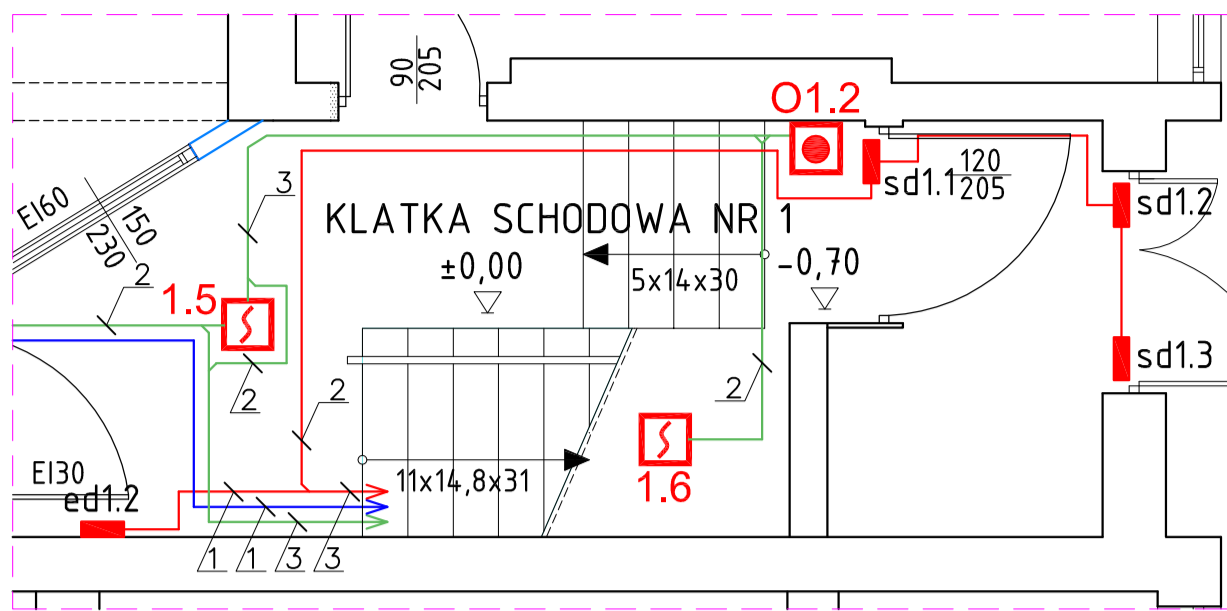 90
205
O1.2
sd1.1
120
205
sd1.2
EI60
150
230
3
KLATKA SCHODOWA NR 1
±0,00
-0,70
5x14x30
2
1.5
sd1.3
2
2
2
1.6
EI30
11x14,8x31
ed1.2
1
1
3
3